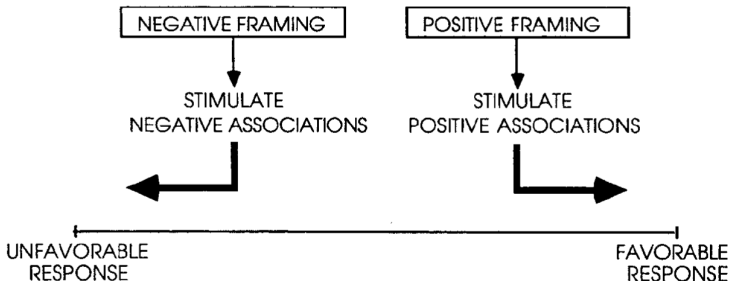 NEGATIVE FRAMING
POSITIVE FRAMING
STIMULATE
NEGATIVE ASSOCIATIONS
STIMULATE
POSITIVE ASSOCIATIONS
UNFAVORABLE
RESPONSE
FAVORABLE
RESPONSE